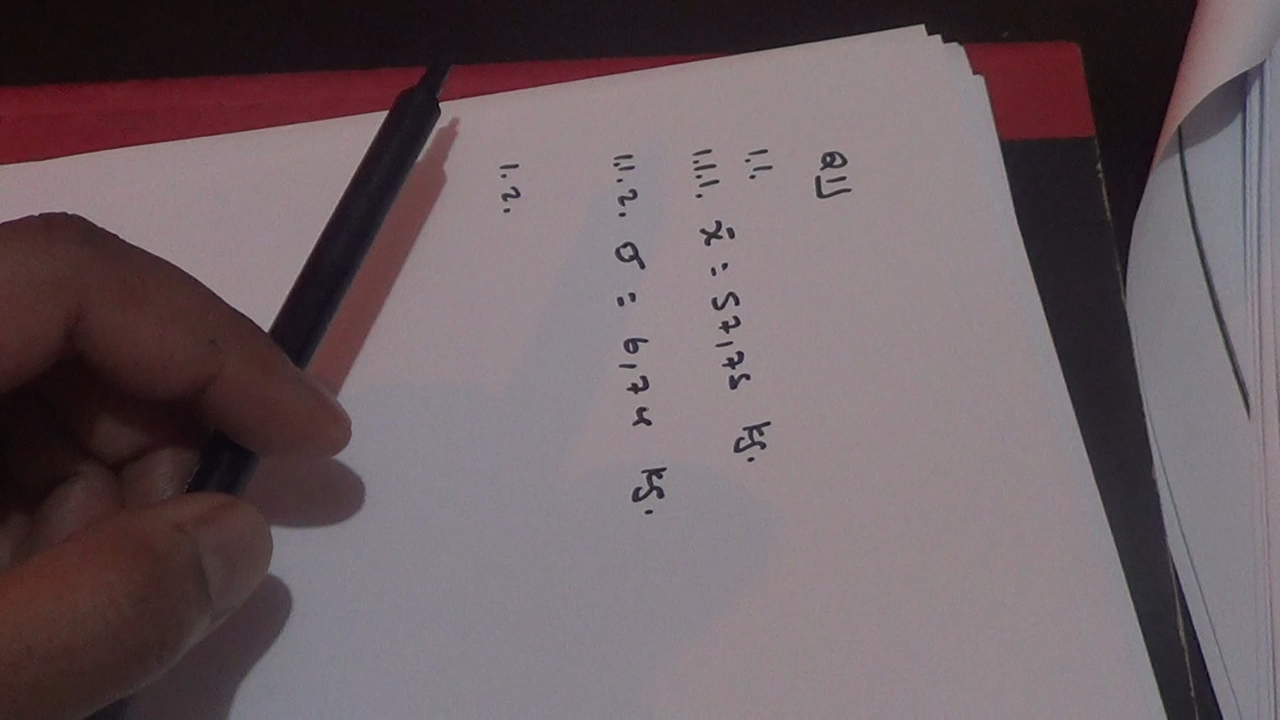 Q1
1.1.
1.1.1. x̄ = 57,75 kg.
1.1.2. σ = 6,74 kg.
1.2.